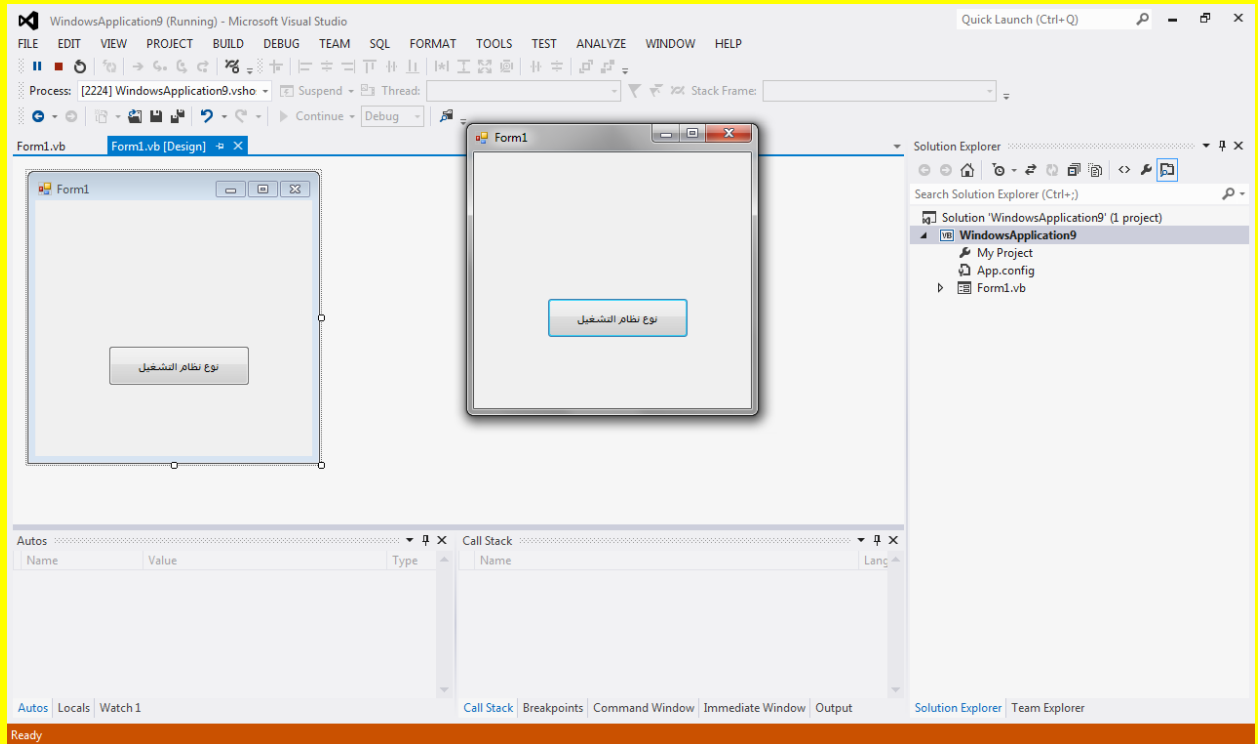 WindowsApplication9 (Running) - Microsoft Visual Studio
Quick Launch (Ctrl+Q)
FILE EDIT VIEW PROJECT BUILD DEBUG TEAM SQL FORMAT TOOLS TEST ANALYZE WINDOW HELP
Process: [2224] WindowsApplication9.vsho Suspend Thread: Stack Frame:
Continue Debug
Form1.vb Form1.vb [Design]
Form1
نوع نظام التشغيل
Form1
نوع نظام التشغيل
Solution Explorer
Search Solution Explorer (Ctrl+;)
Solution 'WindowsApplication9' (1 project)
VB WindowsApplication9
My Project
App.config
Form1.vb
Autos
Name Value Type
Call Stack
Name Lang
Autos Locals Watch 1
Call Stack Breakpoints Command Window Immediate Window Output
Solution Explorer Team Explorer
Ready